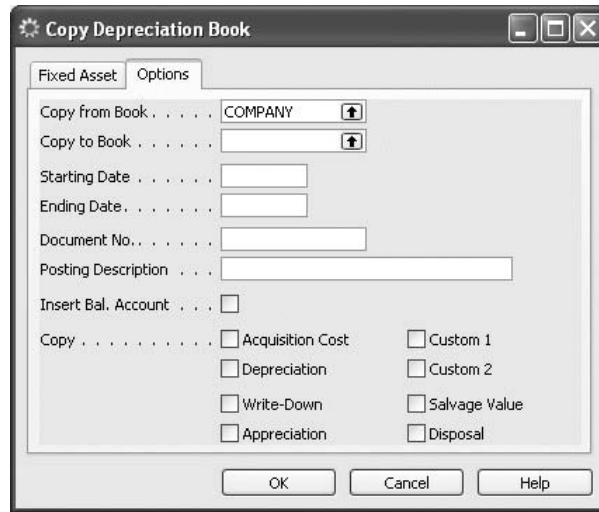 Copy Depreciation Book
Fixed Asset Options
Copy from Book . . . . . COMPANY
Copy to Book . . . . . . .
Starting Date . . . . . .
Ending Date. . . . . . .
Document No.. . . . . .
Posting Description . . .
Insert Bal. Account . . .
Copy . . . . . . . . . . Acquisition Cost Custom 1
Depreciation Custom 2
Write-Down Salvage Value
Appreciation Disposal
OK Cancel Help